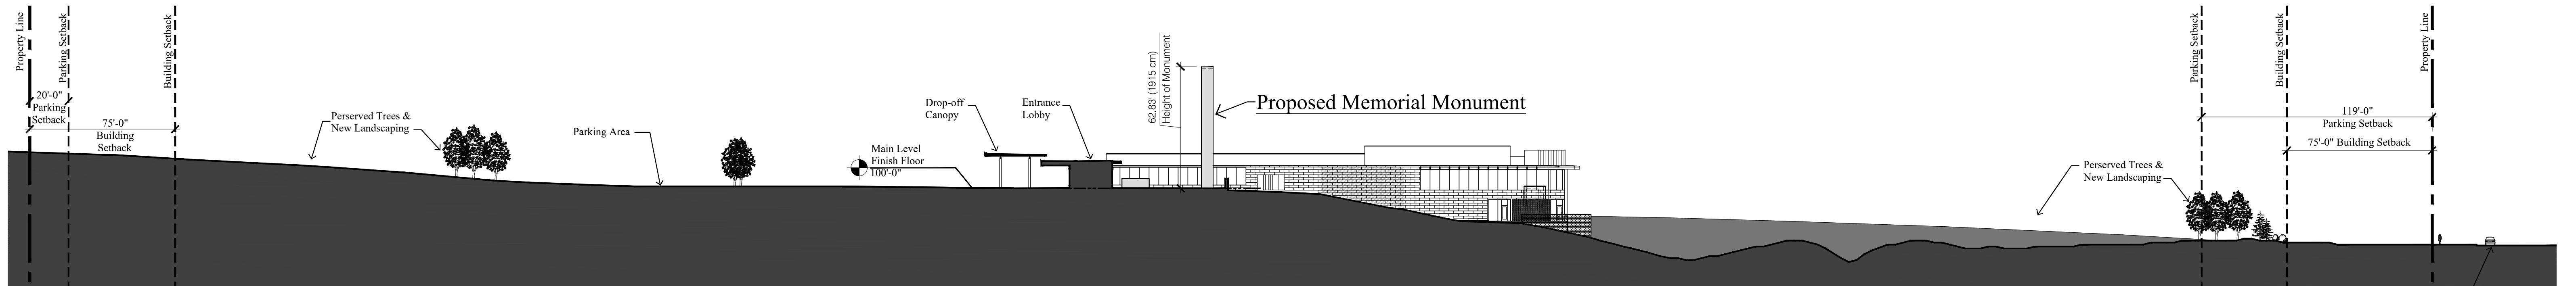 Property Line
Parking Setback
Building Setback
20'-0"
Parking
Setback
75'-0"
Building
Setback
Perserved Trees &
New Landscaping
Parking Area
Main Level
Finish Floor
100'-0"
Drop-off
Canopy
Entrance
Lobby
62.83' (1915 cm)
Height of Monument
Proposed Memorial Monument
Perserved Trees &
New Landscaping
Parking Setback
Building Setback
Property Line
119'-0"
Parking Setback
75'-0" Building Setback